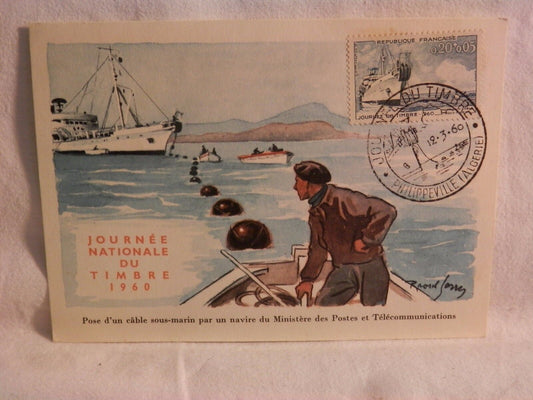 REPUBLIQUE FRANÇAISE
0,20+0,05
JOURNÉE DU TIMBRE 1960
JOU DU TIMBRE
12-3-60
PHILIPPEVILLE (ALGERIE)
JOURNÉE
NATIONALE
DU
TIMBRE
1960
Raoul Serres
Pose d'un câble sous-marin par un navire du Ministère des Postes et Télécommunications